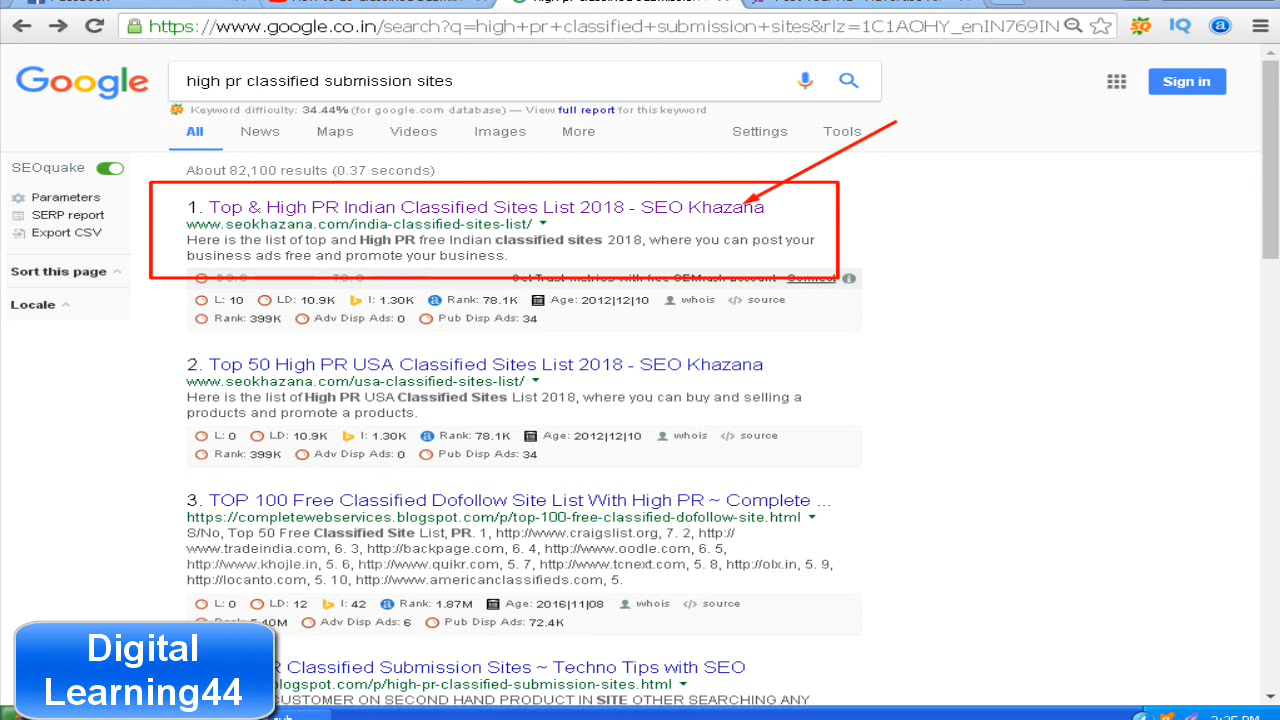 https://www.google.co.in/search?q=high+pr+classified+submission+sites&rlz=1C1AOHY_enIN769IN
Google
high pr classified submission sites
Sign in
Keyword difficulty: 34.44% (for google.com database) — View full report for this keyword
All News Maps Videos Images More Settings Tools
SEOquake
About 82,100 results (0.37 seconds)
Parameters
SERP report
Export CSV
Sort this page
Locale
1. Top & High PR Indian Classified Sites List 2018 - SEO Khazana
www.seokhazana.com/india-classified-sites-list/
Here is the list of top and High PR free Indian classified sites 2018, where you can post your
business ads free and promote your business.
Get Trust metrics with free SEMrush account Connect
L: 10 LD: 10.9K I: 1.30K Rank: 78.1K Age: 2012|12|10 whois source
Rank: 399K Adv Disp Ads: 0 Pub Disp Ads: 34
2. Top 50 High PR USA Classified Sites List 2018 - SEO Khazana
www.seokhazana.com/usa-classified-sites-list/
Here is the list of High PR USA Classified Sites List 2018, where you can buy and selling a
products and promote a products.
L: 0 LD: 10.9K I: 1.30K Rank: 78.1K Age: 2012|12|10 whois source
Rank: 399K Adv Disp Ads: 0 Pub Disp Ads: 34
3. TOP 100 Free Classified Dofollow Site List With High PR ~ Complete ...
https://completewebservices.blogspot.com/p/top-100-free-classified-dofollow-site.html
S/No, Top 50 Free Classified Site List, PR. 1, http://www.craigslist.org, 7. 2, http://
www.tradeindia.com, 6. 3, http://backpage.com, 6. 4, http://www.oodle.com, 6. 5,
http://www.khojle.in, 5. 6, http://www.quikr.com, 5. 7, http://www.tcnext.com, 5. 8, http://olx.in, 5. 9,
http://locanto.com, 5. 10, http://www.americanclassifieds.com, 5.
L: 0 LD: 12 I: 42 Rank: 1.87M Age: 2016|11|08 whois source
Adv Disp Ads: 6 Pub Disp Ads: 72.4K
Classified Submission Sites ~ Techno Tips with SEO
blogspot.com/p/high-pr-classified-submission-sites.html
CUSTOMER ON SECOND HAND PRODUCT IN SITE OTHER SEARCHING ANY
Digital
Learning44